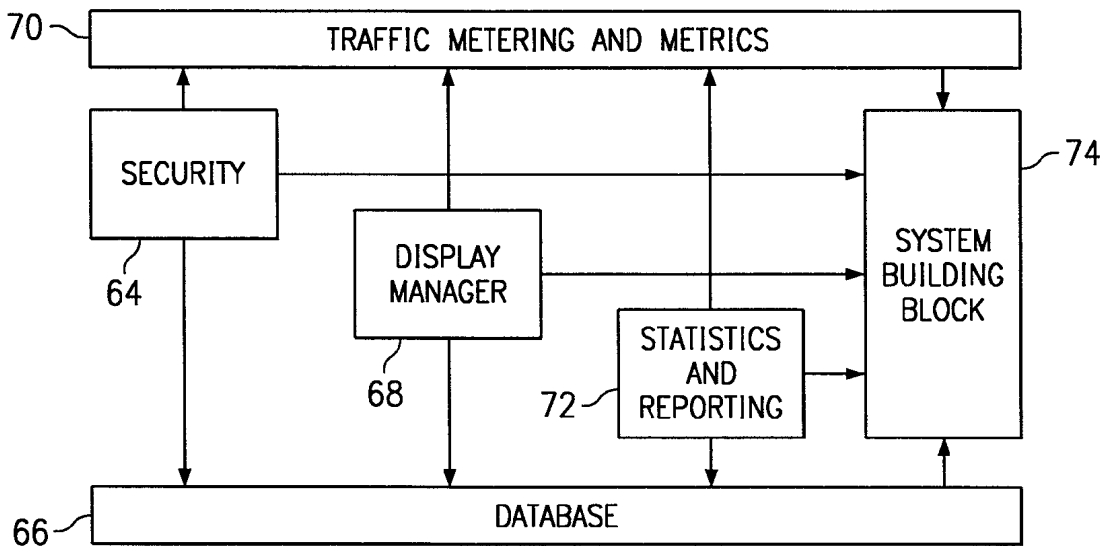 70
TRAFFIC METERING AND METRICS
SECURITY
64
74
DISPLAY
MANAGER
68
SYSTEM
BUILDING
BLOCK
STATISTICS
AND
REPORTING
72
66
DATABASE